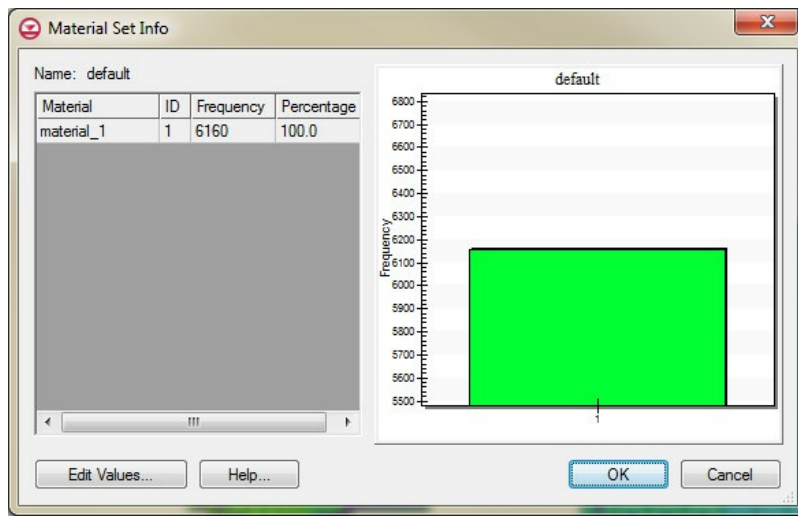 Material Set Info
Name: default
Material ID Frequency Percentage
material_1 1 6160 100.0
default
6800
6700
6600
6500
6400
6300
6200
6100
6000
5900
5800
5700
5600
5500
Frequency
1
Edit Values... Help... OK Cancel